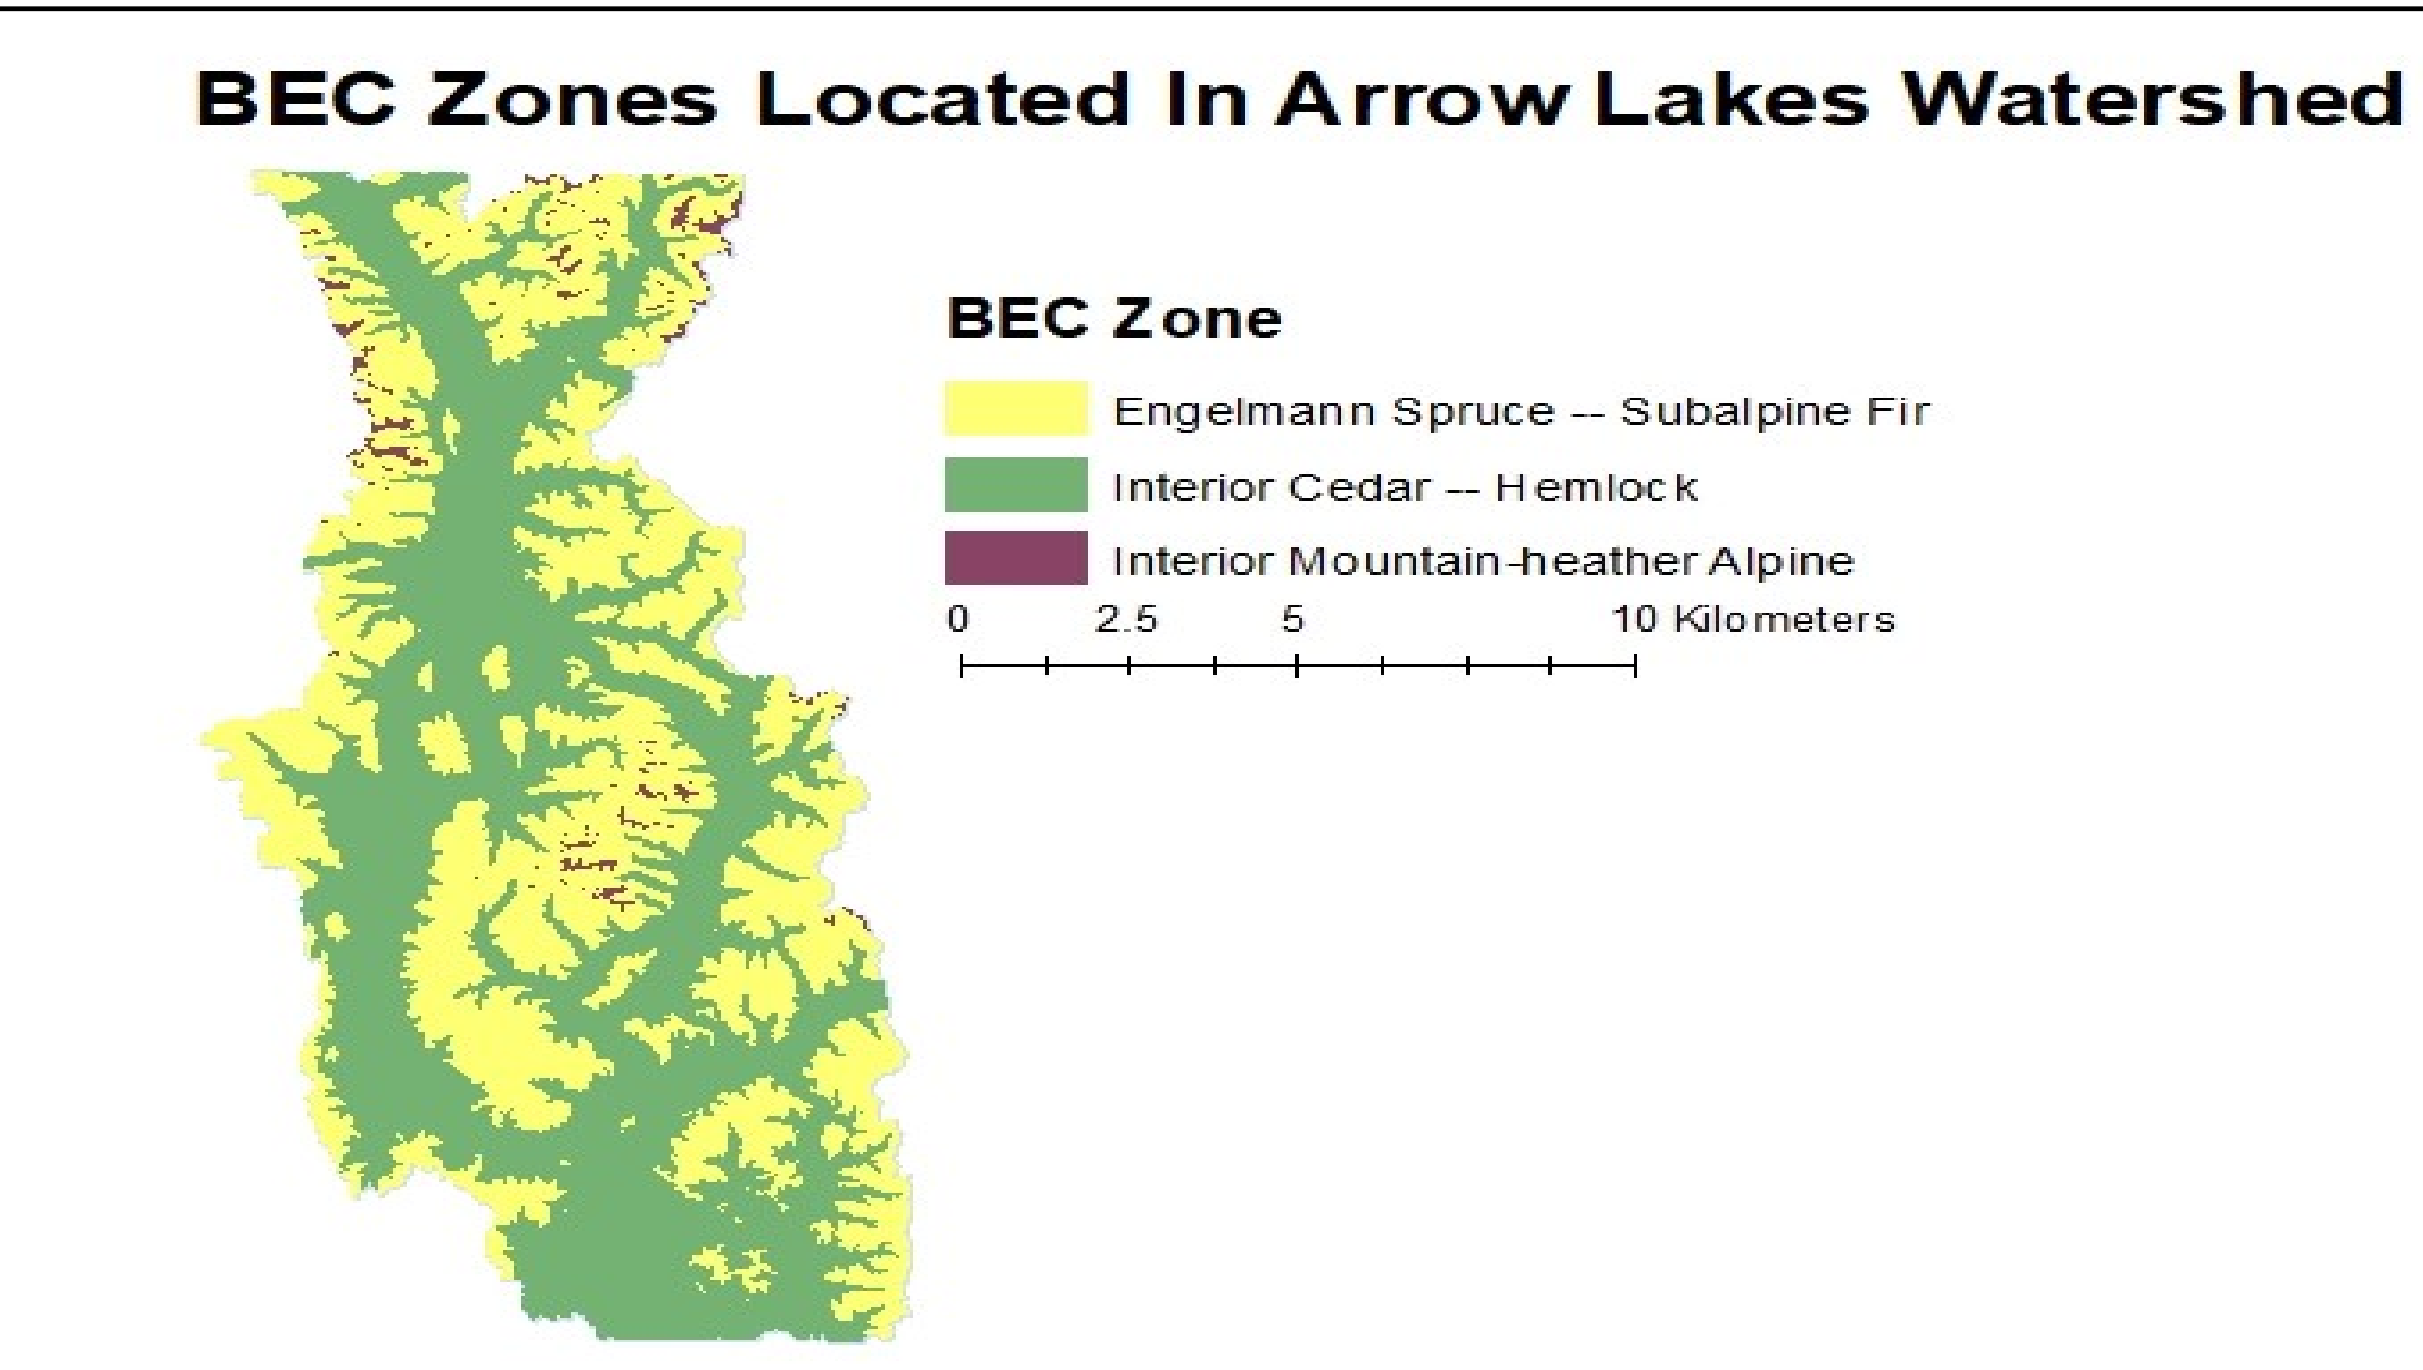 BEC Zones Located In Arrow Lakes Watershed
BEC Zone
Engelmann Spruce -- Subalpine Fir
Interior Cedar -- Hemlock
Interior Mountain-heather Alpine
0 2.5 5 10 Kilometers